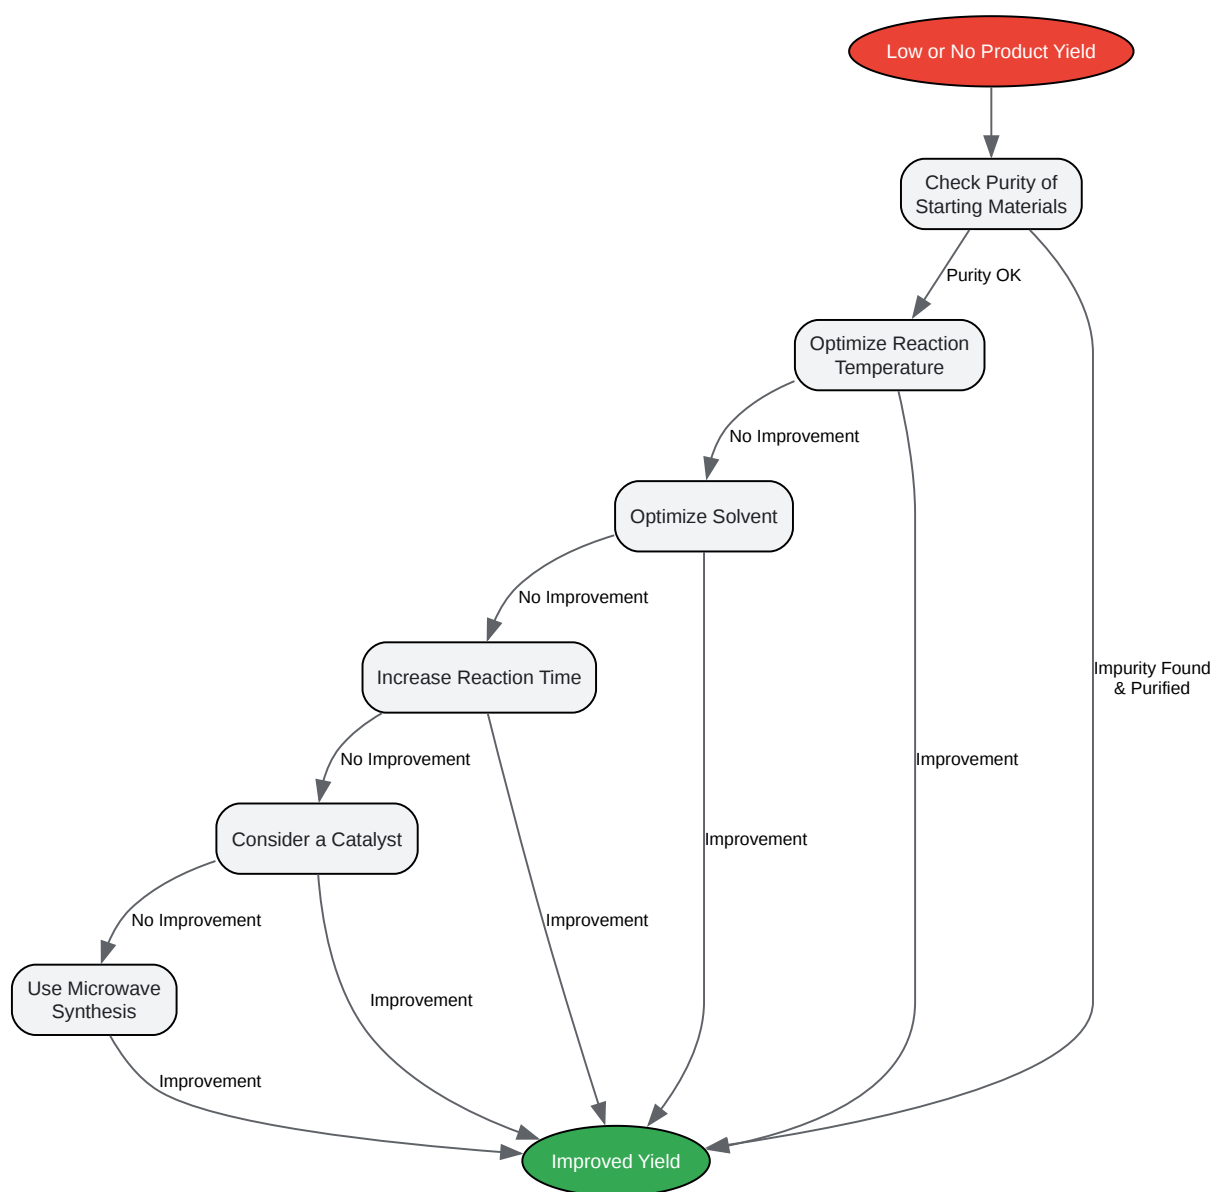 Low or No Product Yield
Check Purity of
Starting Materials
Purity OK
Optimize Reaction
Temperature
No Improvement
Optimize Solvent
No Improvement
Increase Reaction Time
Impurity Found
& Purified
No Improvement
Improvement
Consider a Catalyst
Improvement
No Improvement
Improvement
Use Microwave
Synthesis
Improvement
Improvement
Improved Yield